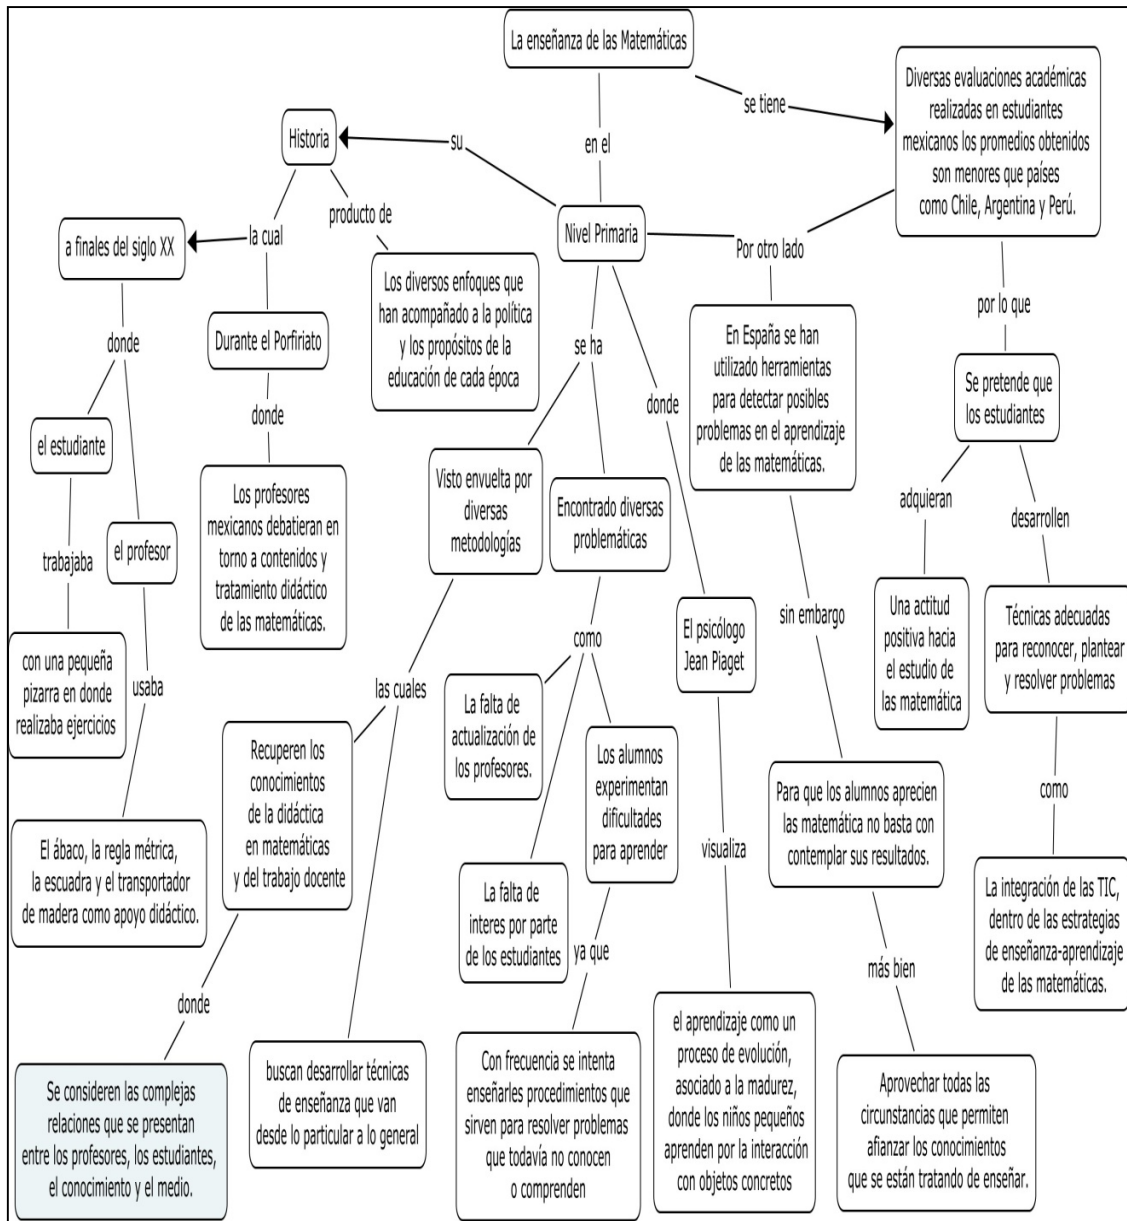 La enseñanza de las Matemáticas
se tiene
Diversas evaluaciones académicas
realizadas en estudiantes
mexicanos los promedios obtenidos
son menores que países
como Chile, Argentina y Perú.
en el
su
Historia
Nivel Primaria
Por otro lado
la cual
producto de
a finales del siglo XX
Los diversos enfoques que
han acompañado a la política
y los propósitos de la
educación de cada época
Durante el Porfiriato
donde
el estudiante
trabajaba
con una pequeña
pizarra en donde
realizaba ejercicios
el profesor
usaba
El ábaco, la regla métrica,
la escuadra y el transportador
de madera como apoyo didáctico.
donde
Los profesores
mexicanos debatieran en
torno a contenidos y
tratamiento didáctico
de las matemáticas.
se ha
Visto envuelta por
diversas
metodologías
las cuales
Recuperen los
conocimientos
de la didáctica
en matemáticas
y del trabajo docente
donde
Se consideren las complejas
relaciones que se presentan
entre los profesores, los estudiantes,
el conocimiento y el medio.
buscan desarrollar técnicas
de enseñanza que van
desde lo particular a lo general
Encontrado diversas
problemáticas
como
La falta de
actualización de
los profesores.
La falta de
interes por parte
de los estudiantes
Los alumnos
experimentan
dificultades
para aprender
ya que
Con frecuencia se intenta
enseñarles procedimientos que
sirven para resolver problemas
que todavía no conocen
o comprenden
donde
El psicólogo
Jean Piaget
visualiza
el aprendizaje como un
proceso de evolución,
asociado a la madurez,
donde los niños pequeños
aprenden por la interacción
con objetos concretos
En España se han
utilizado herramientas
para detectar posibles
problemas en el aprendizaje
de las matemáticas.
sin embargo
Para que los alumnos aprecien
las matemática no basta con
contemplar sus resultados.
más bien
Aprovechar todas las
circunstancias que permiten
afianzar los conocimientos
que se están tratando de enseñar.
por lo que
Se pretende que
los estudiantes
adquieran
Una actitud
positiva hacia
el estudio de
las matemática
desarrollen
Técnicas adecuadas
para reconocer, plantear
y resolver problemas
como
La integración de las TIC,
dentro de las estrategias
de enseñanza-aprendizaje
de las matemáticas.